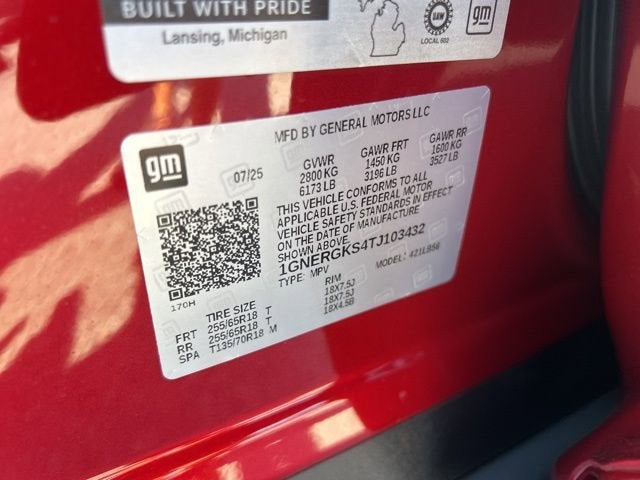 BUILT WITH PRIDE
Lansing, Michigan
UAW
LOCAL 602
gm
MFD BY GENERAL MOTORS LLC
gm
07/25
GVWR GAWR FRT GAWR RR
2800 KG 1450 KG 1600 KG
6173 LB 3196 LB 3527 LB
THIS VEHICLE CONFORMS TO ALL
APPLICABLE U.S. FEDERAL MOTOR
VEHICLE SAFETY STANDARDS IN EFFECT
ON THE DATE OF MANUFACTURE
SHOWN ABOVE.
1GNERGKS4TJ103432
TYPE: MPV MODEL: 421LB56
170H
TIRE SIZE RIM
FRT 255/65R18 T 18X7.5J
RR 255/65R18 T 18X7.5J
SPA T135/70R18 M 18X4.5B